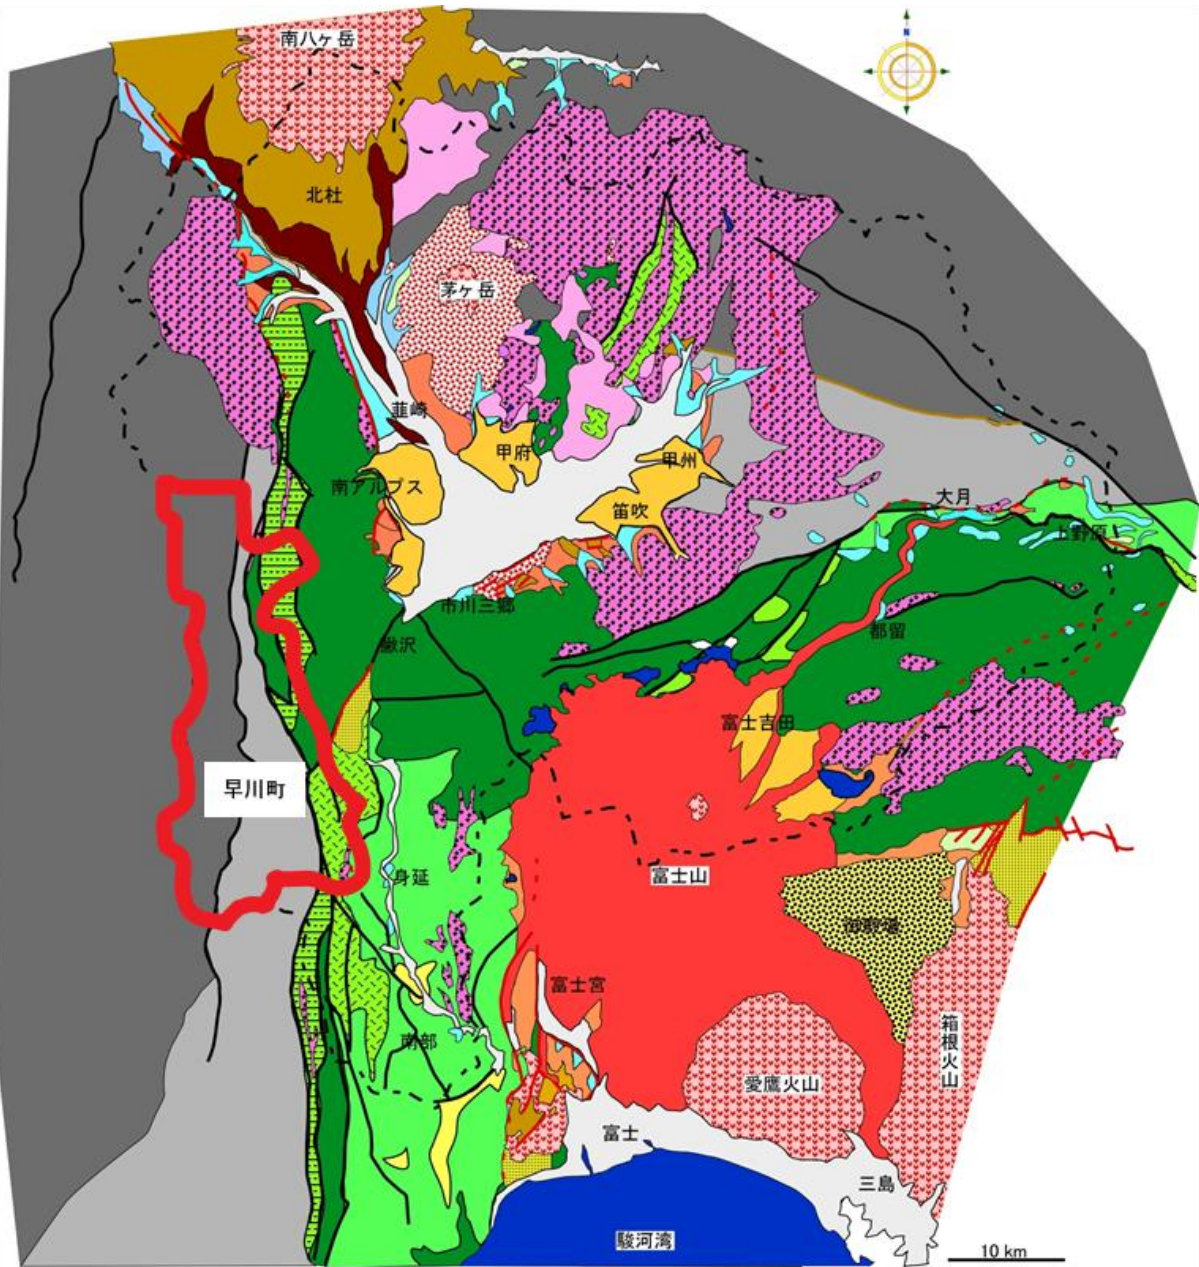 南八ヶ岳
N
北杜
茅ヶ岳
韮崎
甲府
甲州
南アルプス
笛吹
大月
上野原
市川三郷
都留
鰍沢
富士吉田
早川町
身延
富士山
御殿場
富士宮
箱根火山
南部
愛鷹火山
富士
三島
駿河湾
10 km